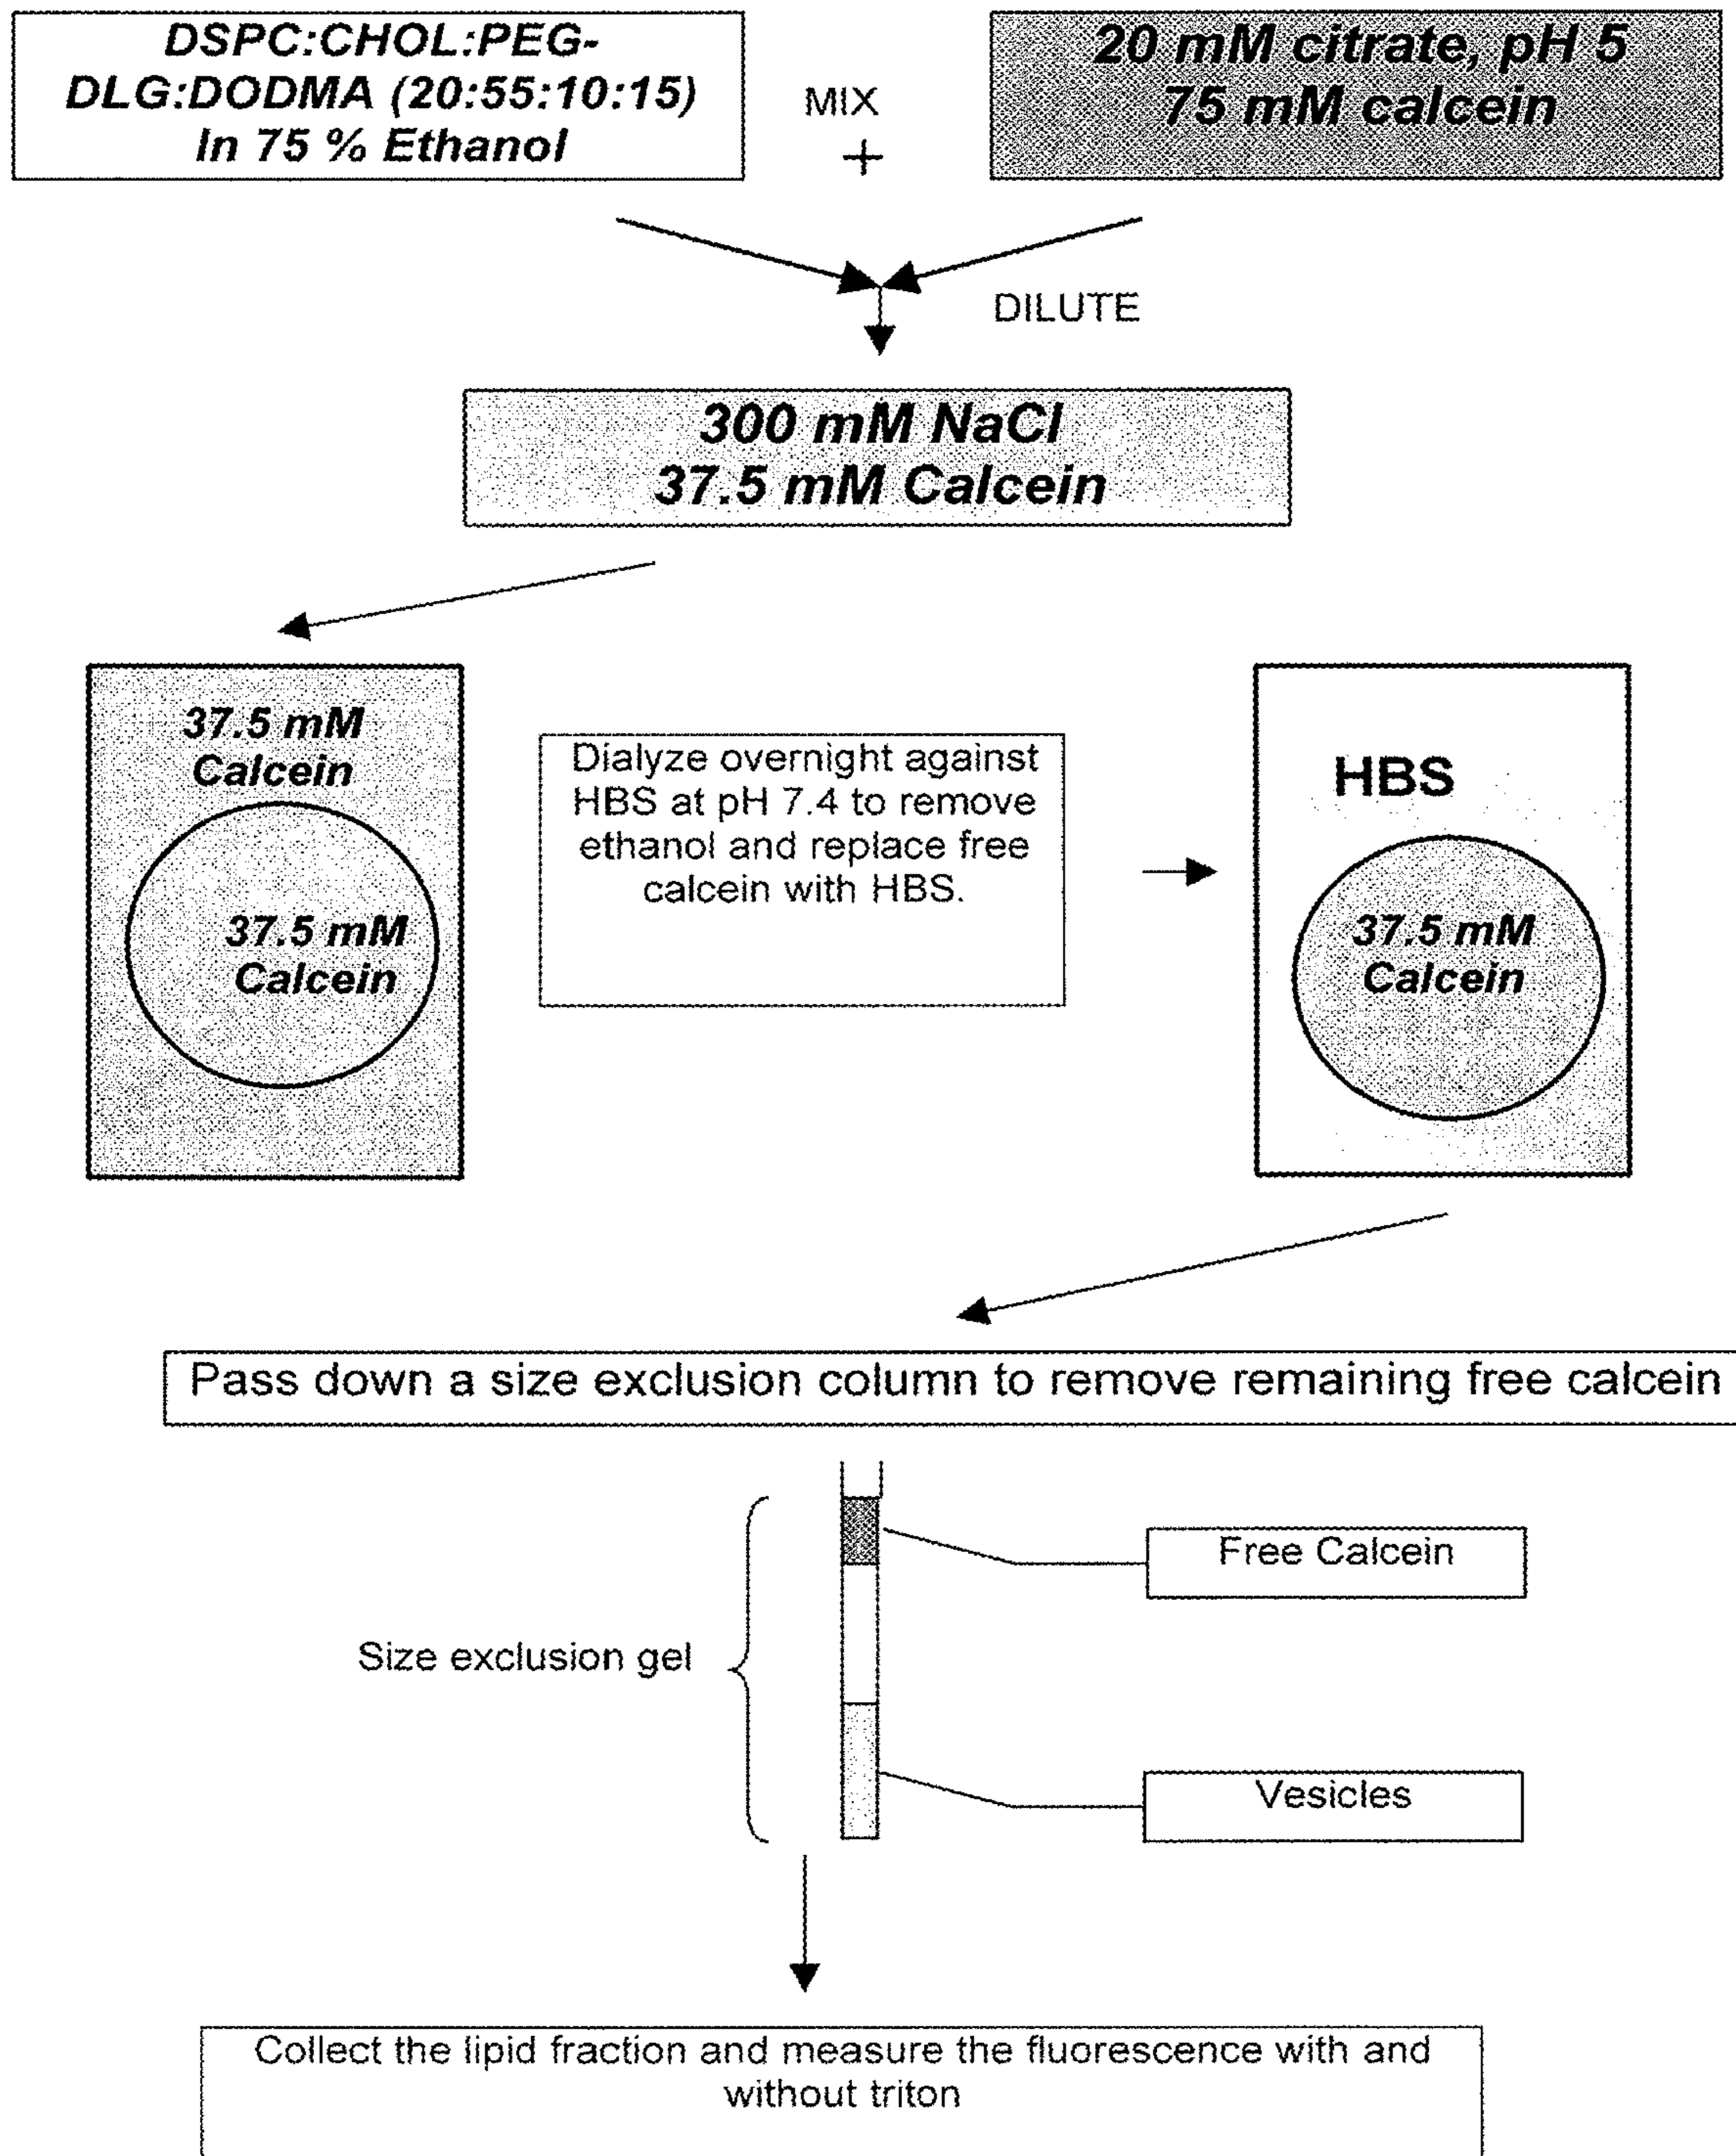 DSPC:CHOL:PEG-
DLG:DODMA (20:55:10:15)
In 75 % Ethanol
MIX
+
20 mM citrate, pH 5
75 mM calcein
DILUTE
300 mM NaCl
37.5 mM Calcein
37.5 mM
Calcein
37.5 mM
Calcein
Dialyze overnight against
HBS at pH 7.4 to remove
ethanol and replace free
calcein with HBS.
HBS
37.5 mM
Calcein
Pass down a size exclusion column to remove remaining free calcein
Free Calcein
Size exclusion gel
Vesicles
Collect the lipid fraction and measure the fluorescence with and
without triton